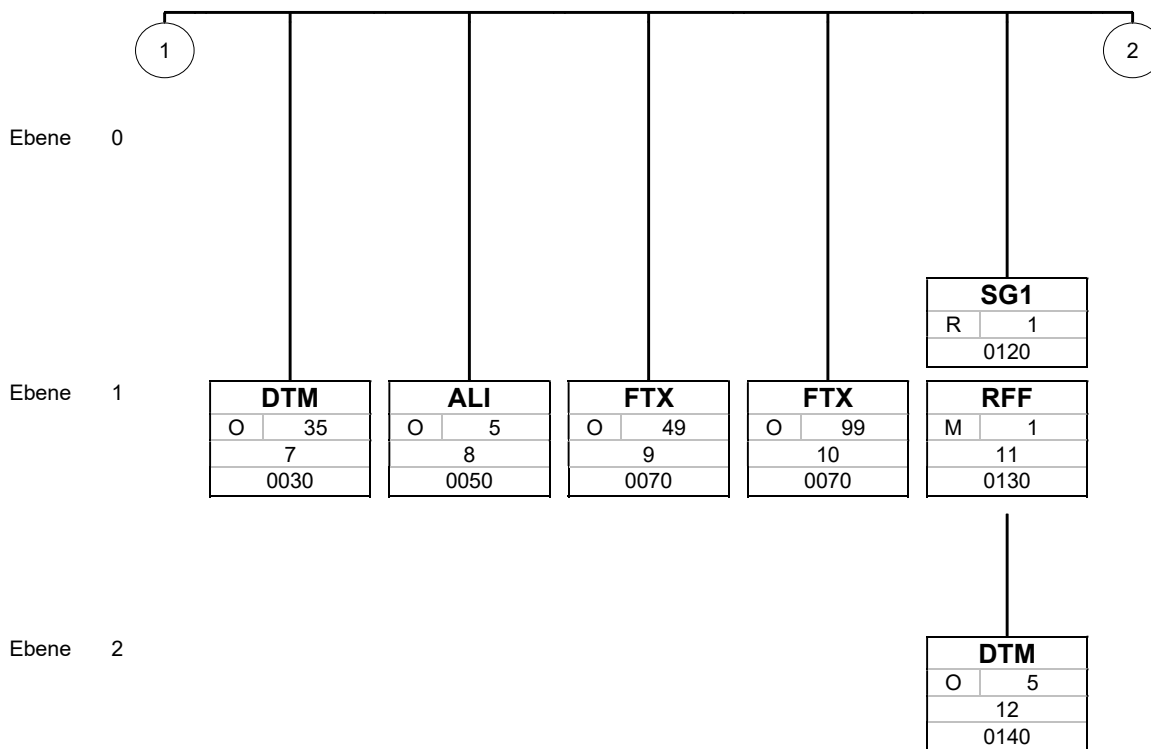 1
2
Ebene 0
SG1
R 1
0120
Ebene 1
DTM
O 35
7
0030
ALI
O 5
8
0050
FTX
O 49
9
0070
FTX
O 99
10
0070
RFF
M 1
11
0130
Ebene 2
DTM
O 5
12
0140